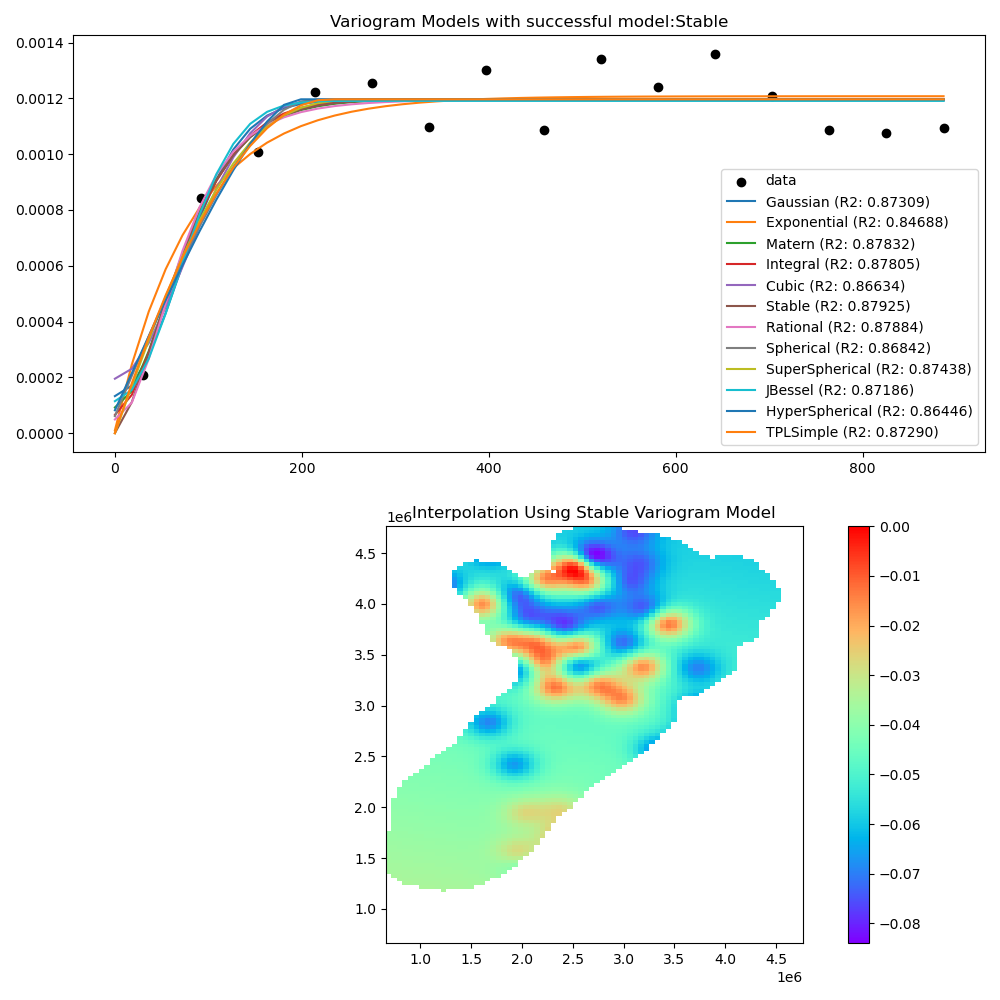 Variogram Models with successful model:Stable
0.0014
0.0012
0.0010
0.0008
0.0006
0.0004
0.0002
0.0000
data
Gaussian (R2: 0.87309)
Exponential (R2: 0.84688)
Matern (R2: 0.87832)
Integral (R2: 0.87805)
Cubic (R2: 0.86634)
Stable (R2: 0.87925)
Rational (R2: 0.87884)
Spherical (R2: 0.86842)
SuperSpherical (R2: 0.87438)
JBessel (R2: 0.87186)
HyperSpherical (R2: 0.86446)
TPLSimple (R2: 0.87290)
0 200 400 600 800
1e6 Interpolation Using Stable Variogram Model
4.5
4.0
3.5
3.0
2.5
2.0
1.5
1.0
1.0 1.5 2.0 2.5 3.0 3.5 4.0 4.5
1e6
0.00
−0.01
−0.02
−0.03
−0.04
−0.05
−0.06
−0.07
−0.08